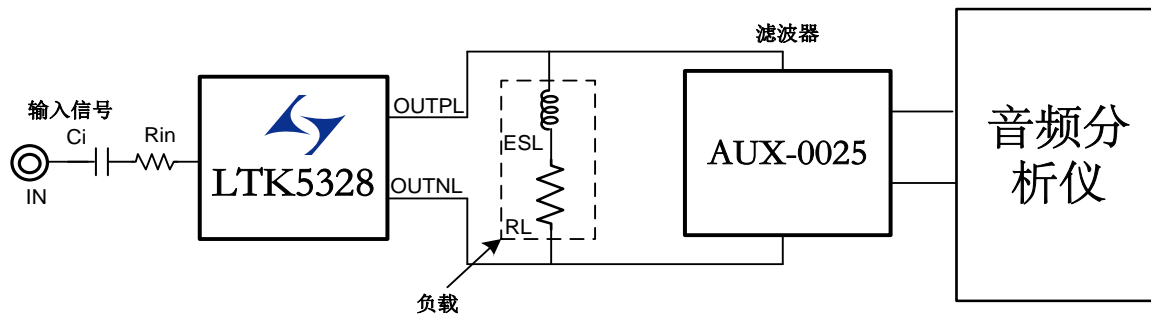 滤波器
输入信号
Ci
Rin
IN
LTK5328
OUTPL
OUTNL
ESL
RL
负载
AUX-0025
音频分
析仪